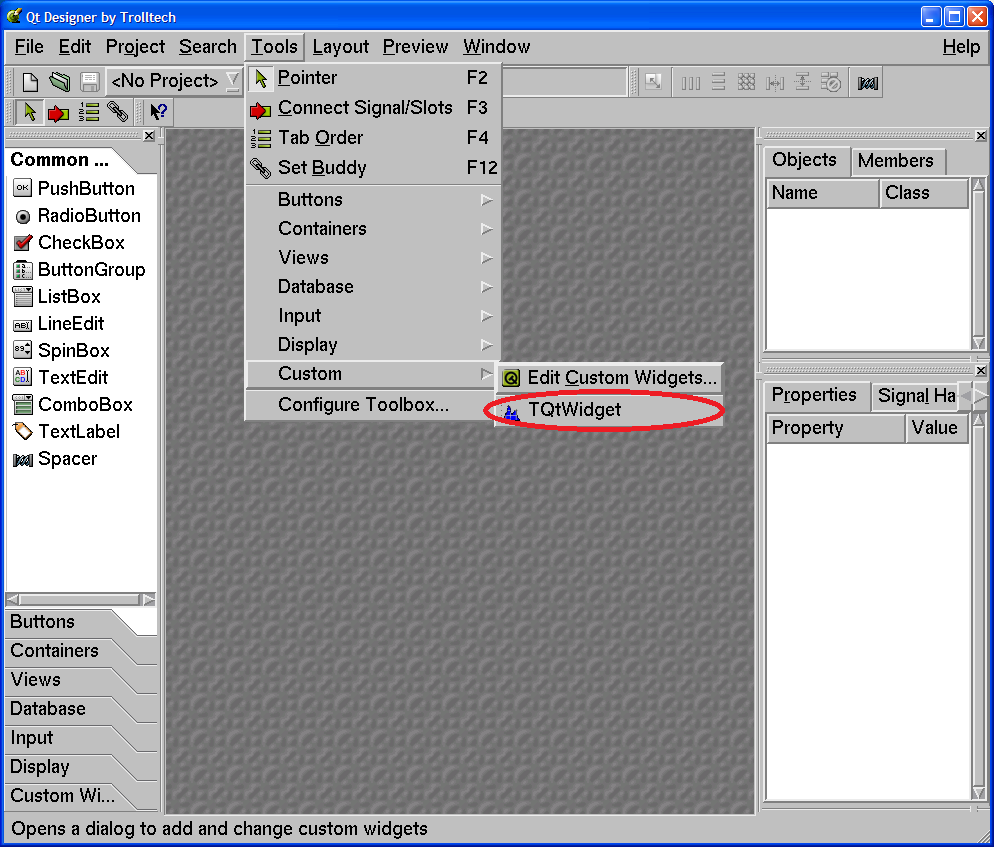 Qt Designer by Trolltech
File Edit Project Search Tools Layout Preview Window Help
<No Project>
Pointer F2
Connect Signal/Slots F3
Tab Order F4
Set Buddy F12
Buttons
Containers
Views
Database
Input
Display
Custom
Configure Toolbox...
Edit Custom Widgets...
TQtWidget
Common ...
OK PushButton
RadioButton
CheckBox
ButtonGroup
ListBox
LineEdit
SpinBox
TextEdit
ComboBox
TextLabel
Spacer
Buttons
Containers
Views
Database
Input
Display
Custom Wi...
Objects Members
Name Class
Properties Signal Ha
Property Value
Opens a dialog to add and change custom widgets